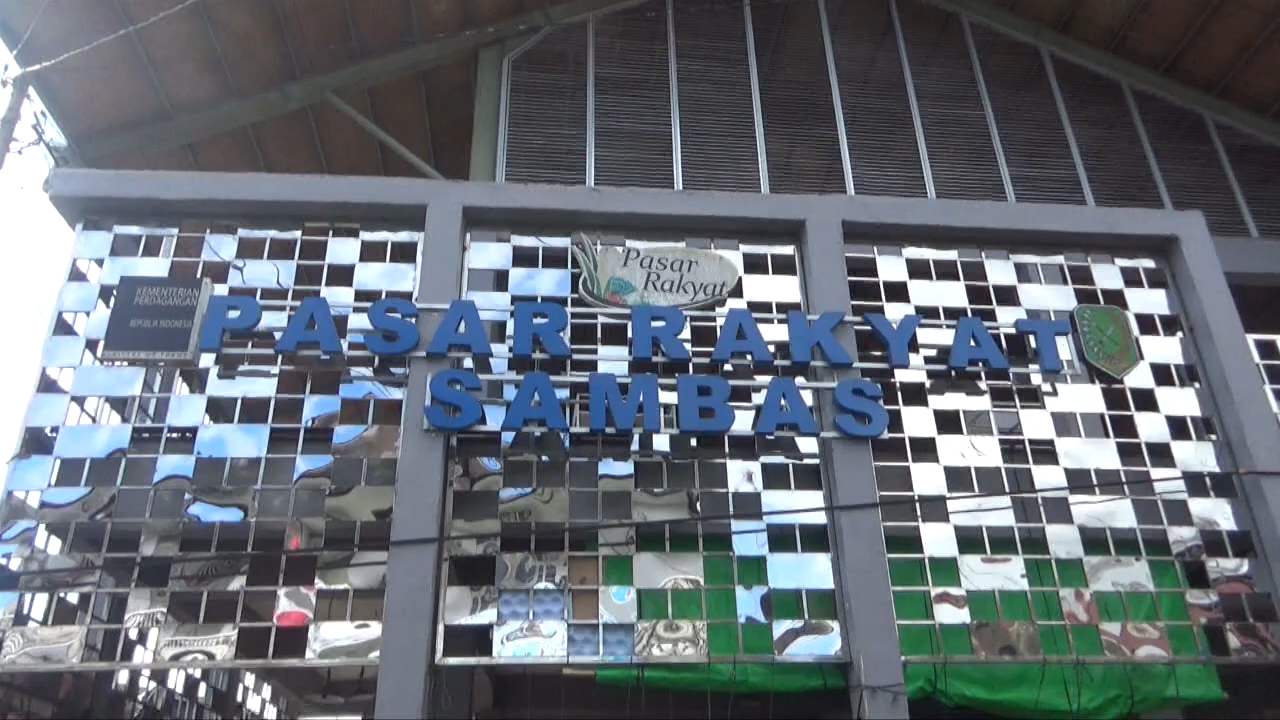 Pasar
Rakyat
KEMENTERIAN
PERDAGANGAN
REPUBLIK INDONESIA
PASAR RAKYAT
SAMBAS